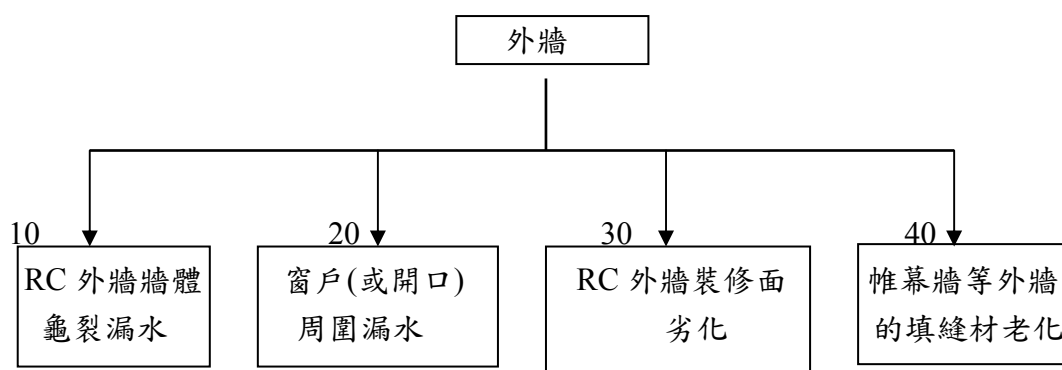 外牆
10
20
30
40
RC 外牆牆體
龜裂漏水
窗戶(或開口)
周圍漏水
RC 外牆裝修面
劣化
帷幕牆等外牆
的填縫材老化